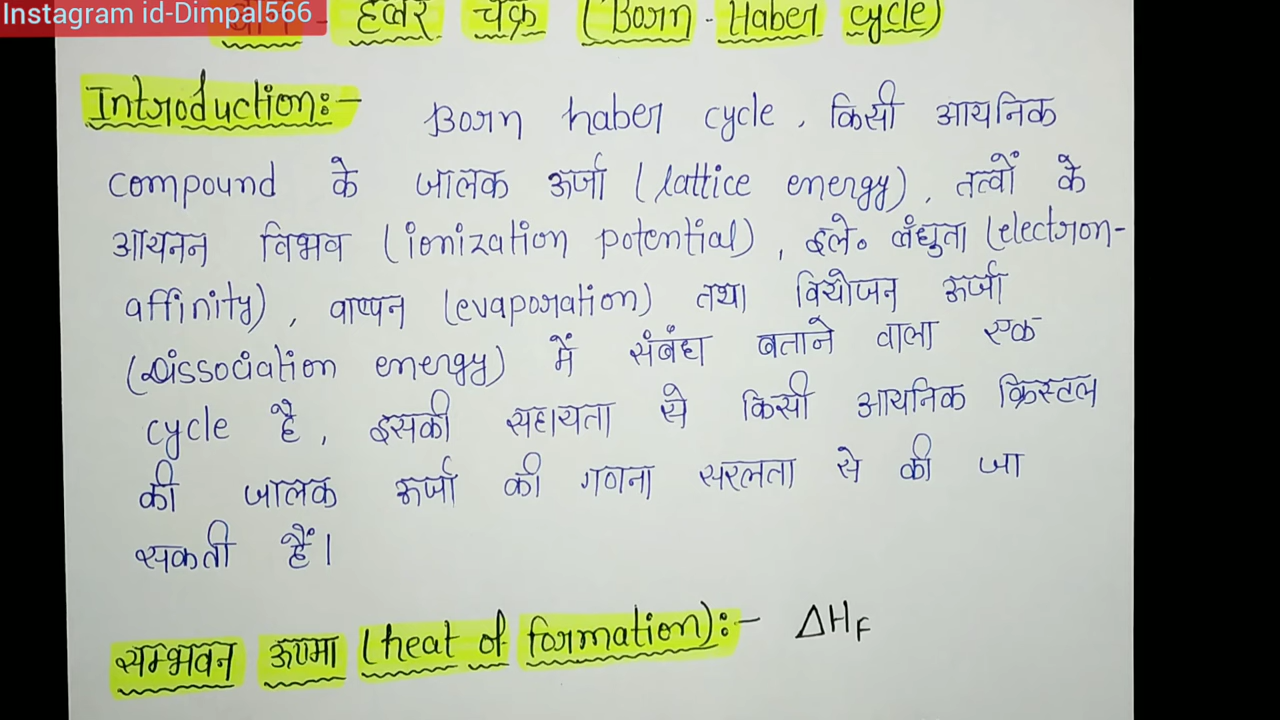 Instagram id-Dimpal566
हेबर चक्र (Born - Haber cycle)
Introduction:- Born haber cycle, किसी आयनिक
compound के जालक ऊर्जा (lattice energy), तत्वों के
आयनन विभव (ionization potential), इले० बंधुता (electron-
affinity), वाष्पन (evaporation) तथा वियोजन ऊर्जा
(Dissociation energy) में संबंध बताने वाला एक
cycle है, इसकी सहायता से किसी आयनिक क्रिस्टल
की जालक ऊर्जा की गणना सरलता से की जा
सकती हैं।
सम्भवन ऊष्मा (heat of formation):- ΔHF